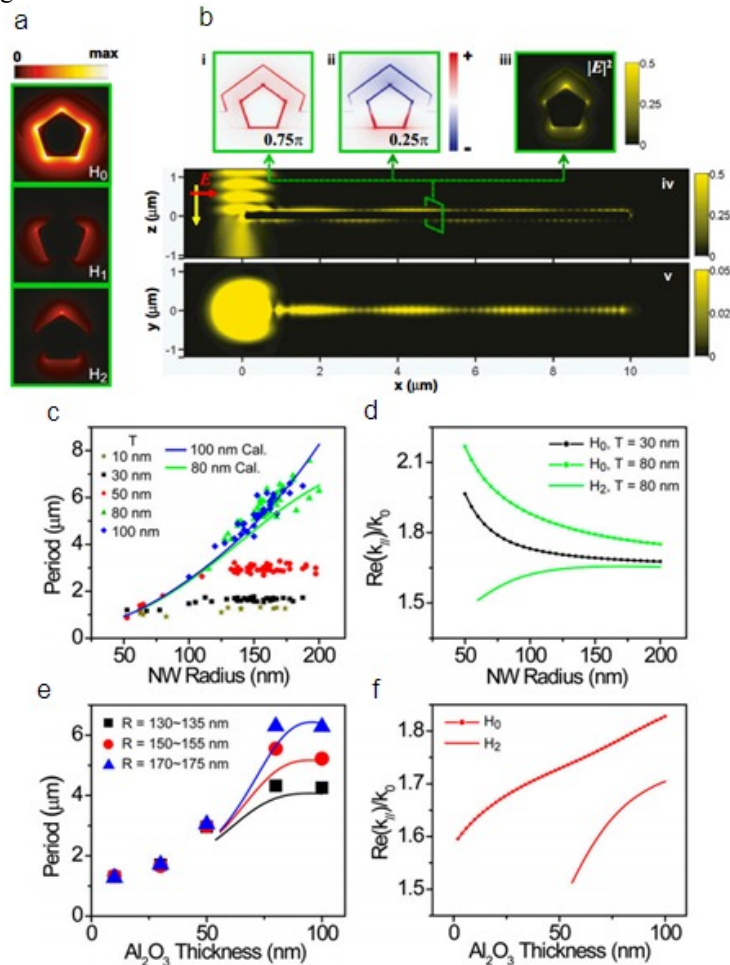 a
0 max
H0
H1
H2
b
i
0.75π
ii
0.25π
+
-
iii
|E|²
0.5
0
E
z (μm)
1
0
-1
iv
0.5
0.25
0
y (μm)
1
0
-1
v
0.05
0.02
0
0 2 4 6 8 10
x (μm)
c
T
10 nm
30 nm
50 nm
80 nm
100 nm
100 nm Cal.
80 nm Cal.
Period (μm)
8
6
4
2
0
50 100 150 200
NW Radius (nm)
d
H0, T = 30 nm
H0, T = 80 nm
H2, T = 80 nm
Re(k//)/k0
2.1
1.8
1.5
50 100 150 200
NW Radius (nm)
e
R = 130~135 nm
R = 150~155 nm
R = 170~175 nm
Period (μm)
6
4
2
0
0 50 100
Al2O3 Thickness (nm)
f
H0
H2
Re(k//)/k0
1.8
1.7
1.6
1.5
0 50 100
Al2O3 Thickness (nm)